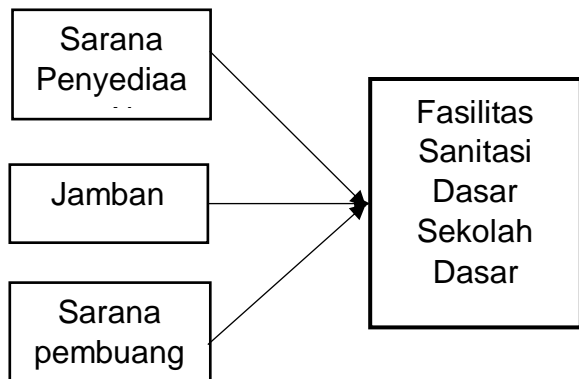 Sarana
Penyediaa
Jamban
Sarana
pembuang
Fasilitas
Sanitasi
Dasar
Sekolah
Dasar